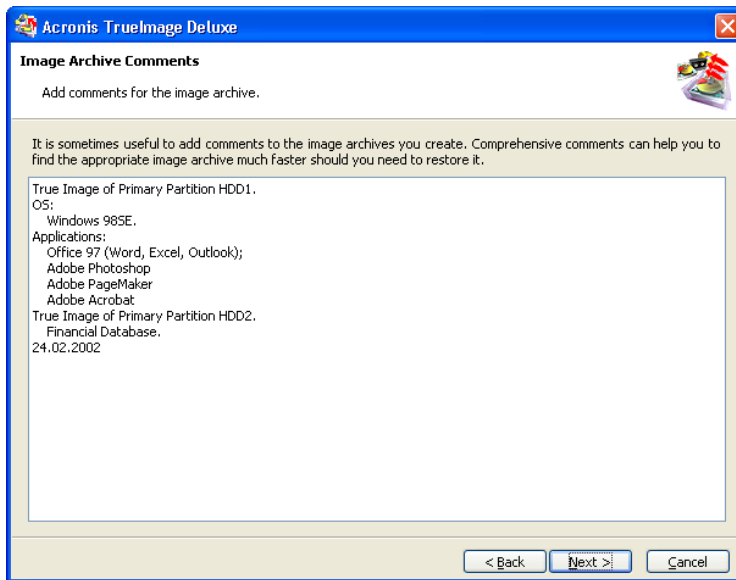 Acronis TrueImage Deluxe
Image Archive Comments
Add comments for the image archive.
It is sometimes useful to add comments to the image archives you create. Comprehensive comments can help you to
find the appropriate image archive much faster should you need to restore it.
True Image of Primary Partition HDD1.
OS:
Windows 98SE.
Applications:
Office 97 (Word, Excel, Outlook);
Adobe Photoshop
Adobe PageMaker
Adobe Acrobat
True Image of Primary Partition HDD2.
Financial Database.
24.02.2002
< Back Next > Cancel